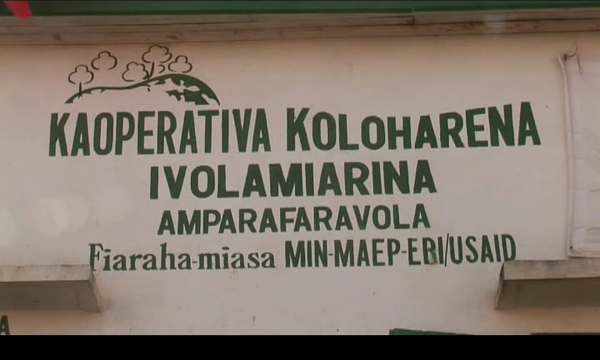 KAOPERATIVA KOLOHARENA
IVOLAMIARINA
AMPARAFARAVOLA
Fiaraha-miasa MIN-MAEP-ERI/USAID